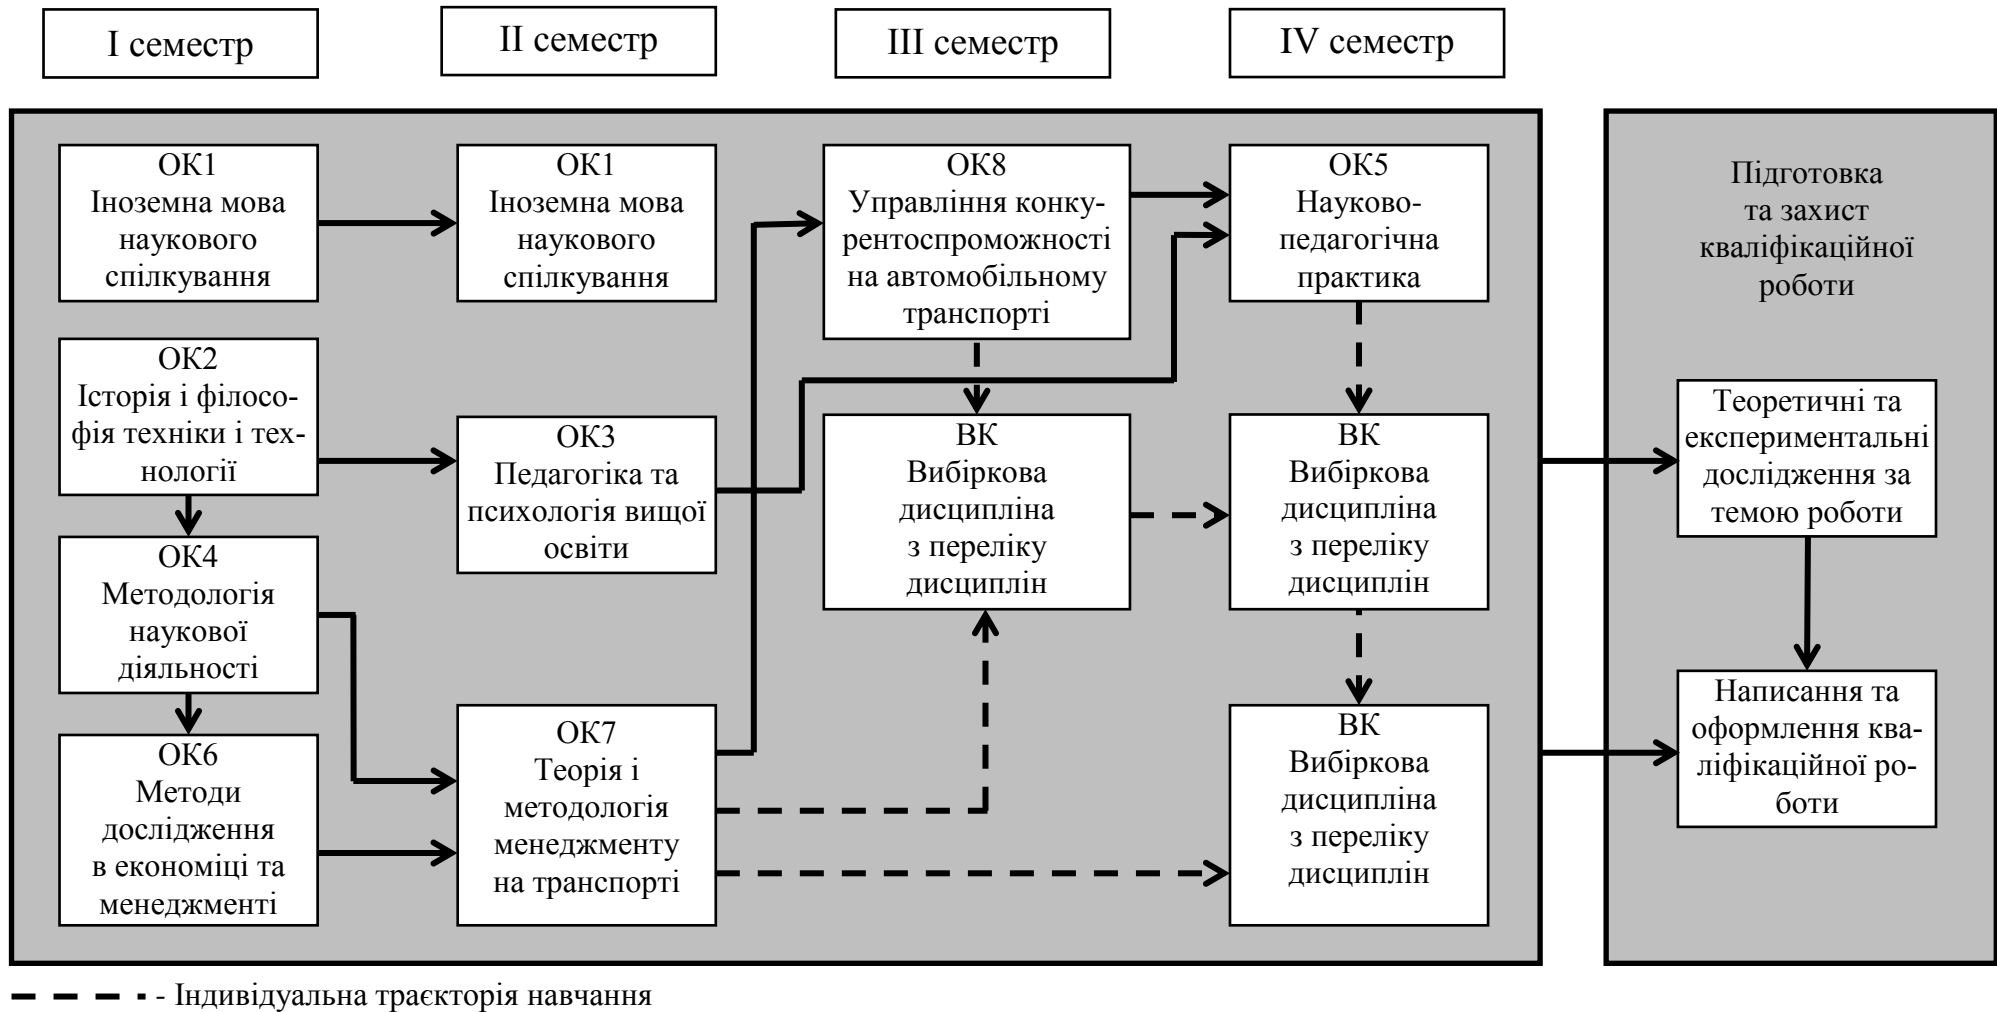 І семестр
ІІ семестр
ІІІ семестр
IV семестр
ОК1
Іноземна мова
наукового
спілкування
ОК2
Історія і філосо-
фія техніки і тех-
нології
ОК4
Методологія
наукової
діяльності
ОК6
Методи
дослідження
в економіці та
менеджменті
ОК1
Іноземна мова
наукового
спілкування
ОК3
Педагогіка та
психологія вищої
освіти
ОК7
Теорія і
методологія
менеджменту
на транспорті
ОК8
Управління конку-
рентоспроможності
на автомобільному
транспорті
ВК
Вибіркова
дисципліна
з переліку
дисциплін
ОК5
Науково-
педагогічна
практика
ВК
Вибіркова
дисципліна
з переліку
дисциплін
ВК
Вибіркова
дисципліна
з переліку
дисциплін
Підготовка
та захист
кваліфікаційної
роботи
Теоретичні та
експериментальні
дослідження за
темою роботи
Написання та
оформлення ква-
ліфікаційної ро-
боти
- Індивідуальна траєкторія навчання